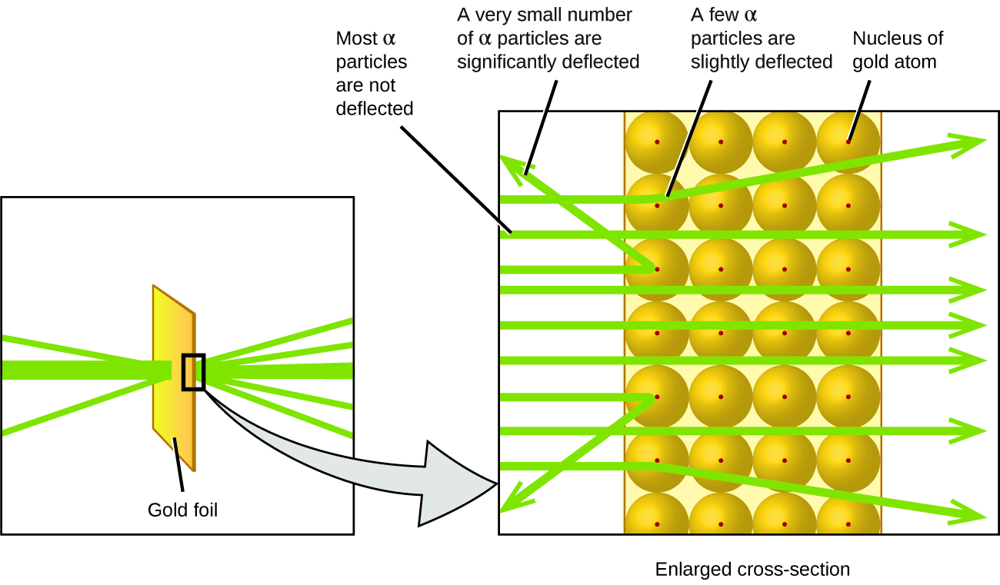 Most α
particles
are not
deflected
A very small number
of α particles are
significantly deflected
A few α
particles are
slightly deflected
Nucleus of
gold atom
Gold foil
Enlarged cross-section